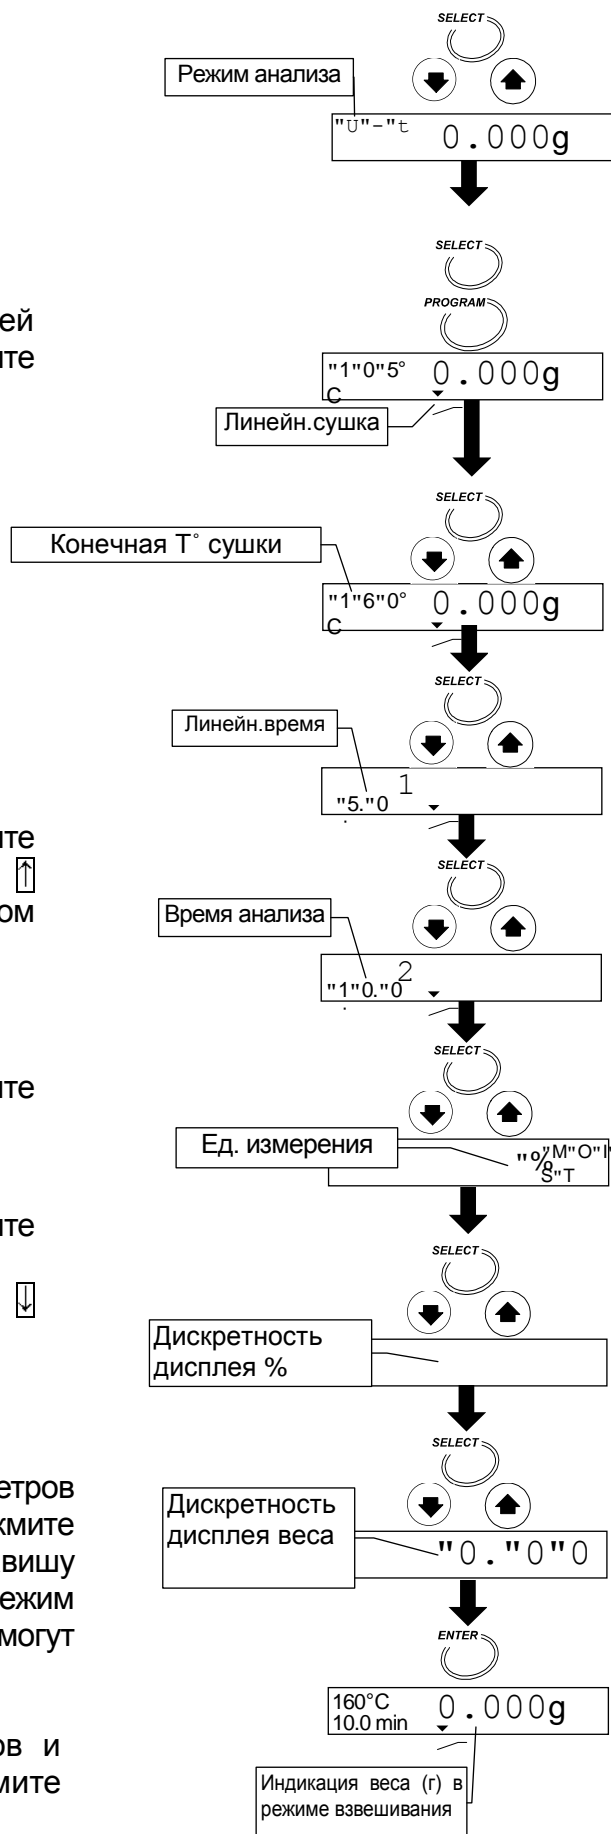 SELECT
Режим анализа
"U"-"t 0.000g
SELECT
PROGRAM
ей
ите
"1"0"5° 0.000g
C
Линейн.сушка
SELECT
Конечная Т° сушки
"1"6"0° 0.000g
C
SELECT
Линейн.время
1
"5."0
ите
↑
ом
SELECT
Время анализа
2
"1"0."0
SELECT
ите
Ед. измерения
"%"M"O"I"
S"T
ите
SELECT
↓
Дискретность
дисплея %
SELECT
етров
жмите
вишу
ежим
могут
Дискретность
дисплея веса
"0."0"0
ENTER
160°C 0.000g
10.0 min
ов и
мите
Индикация веса (г) в
режиме взвешивания